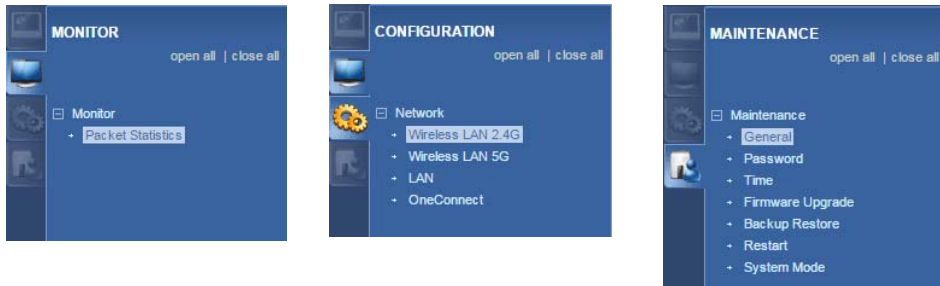 MONITOR
open all | close all
Monitor
Packet Statistics
CONFIGURATION
open all | close all
Network
Wireless LAN 2.4G
Wireless LAN 5G
LAN
OneConnect
MAINTENANCE
open all | close all
Maintenance
General
Password
Time
Firmware Upgrade
Backup Restore
Restart
System Mode